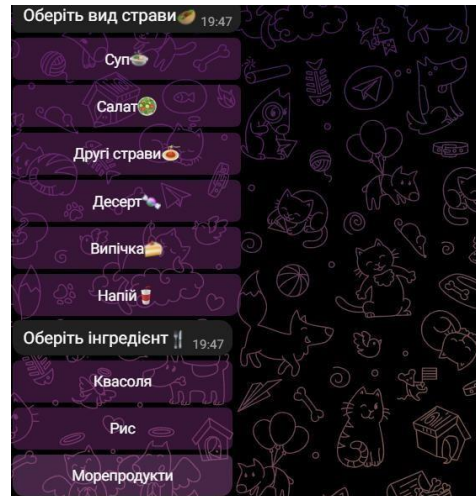 Оберіть вид страви🥙 19:47
Суп🍲
Салат🥗
Другі страви🍝
Десерт🍬
Випічка🍰
Напій🥤
Оберіть інгредієнт🍴 19:47
Квасоля
Рис
Морепродукти